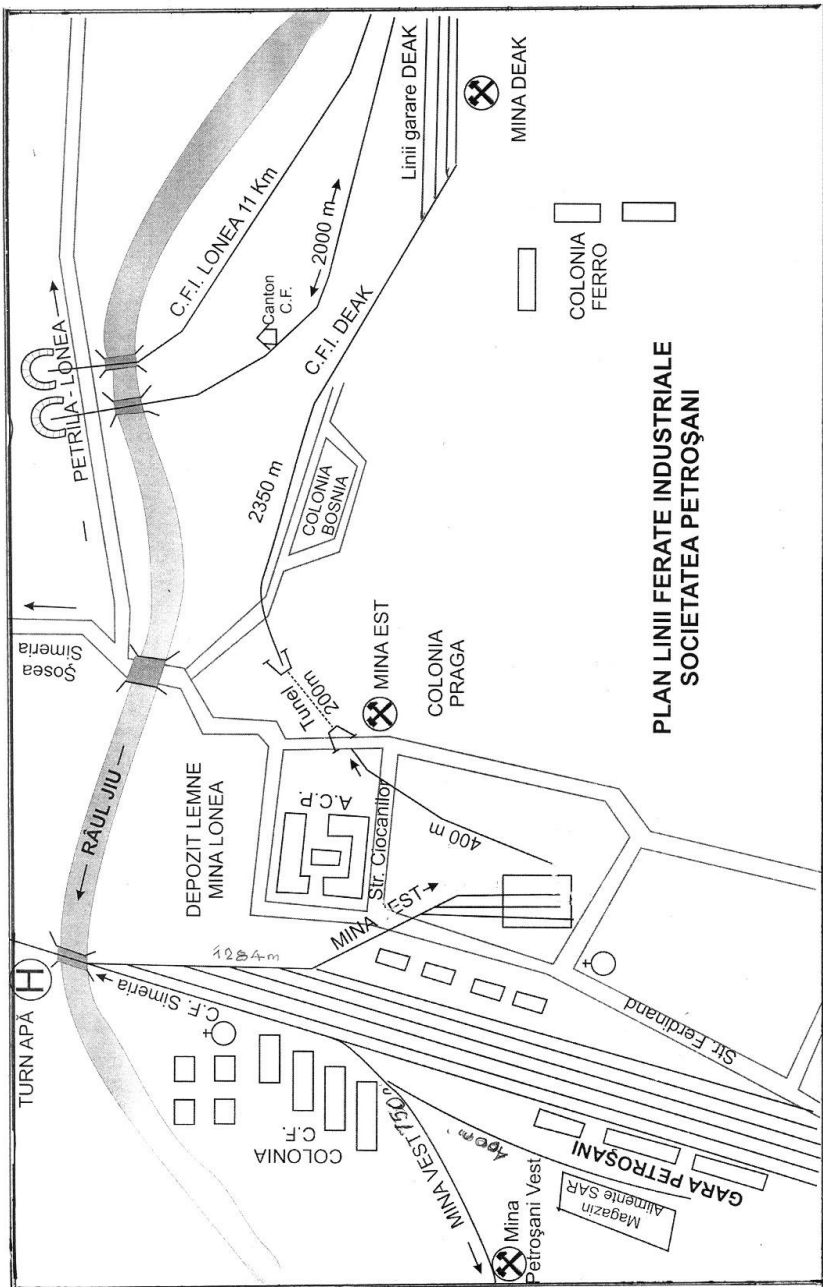 TURN APĂ
H
PETRILA - LONEA
Şosea
Simeria
RÂUL JIU
C.F. Simeria
C.F.I. LONEA 11 Km
2000 m
Canton
C.F.
C.F.I. DEAK
2350 m
Linii garare DEAK
MINA DEAK
DEPOZIT LEMNE
MINA LONEA
1284m
COLONIA
C.F.
MINA VEST 750
400m
Mina
Petroşani Vest
Magazin
Alimente SAR
GARA PETROŞANI
A.C.P.
Str. Ciocanilor
MINA EST
Tunel
200m
COLONIA
BOSNIA
MINA EST
COLONIA
PRAGA
400 m
Str. Ferdinand
COLONIA
FERRO
PLAN LINII FERATE INDUSTRIALE
SOCIETATEA PETROŞANI